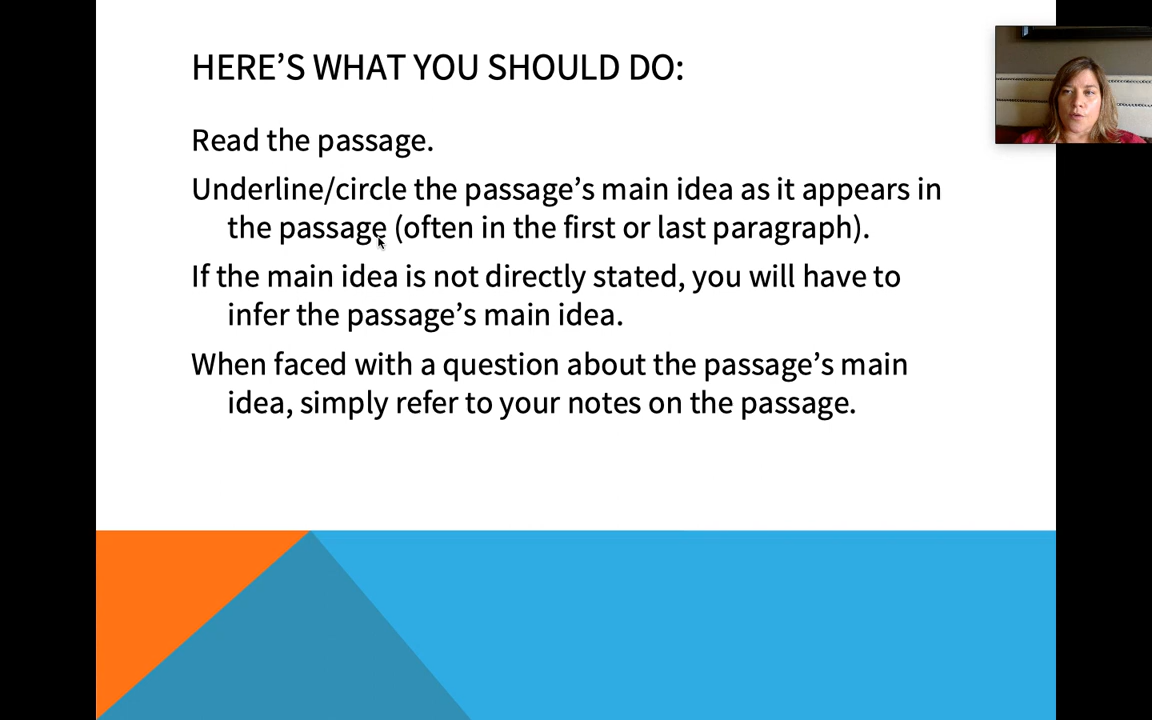 HERE’S WHAT YOU SHOULD DO:
Read the passage.
Underline/circle the passage’s main idea as it appears in
the passage (often in the first or last paragraph).
If the main idea is not directly stated, you will have to
infer the passage’s main idea.
When faced with a question about the passage’s main
idea, simply refer to your notes on the passage.